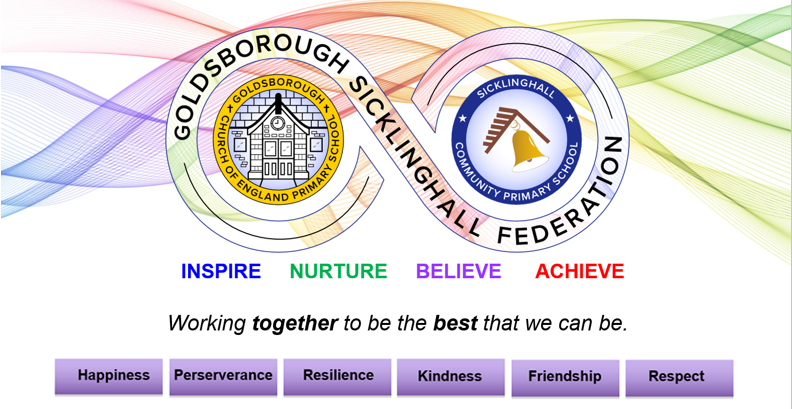 GOLDSBOROUGH SICKLINGHALL FEDERATION
GOLDSBOROUGH
CHURCH OF ENGLAND PRIMARY SCHOOL
SICKLINGHALL
COMMUNITY PRIMARY SCHOOL
INSPIRE NURTURE BELIEVE ACHIEVE
Working together to be the best that we can be.
Happiness Perserverance Resilience Kindness Friendship Respect